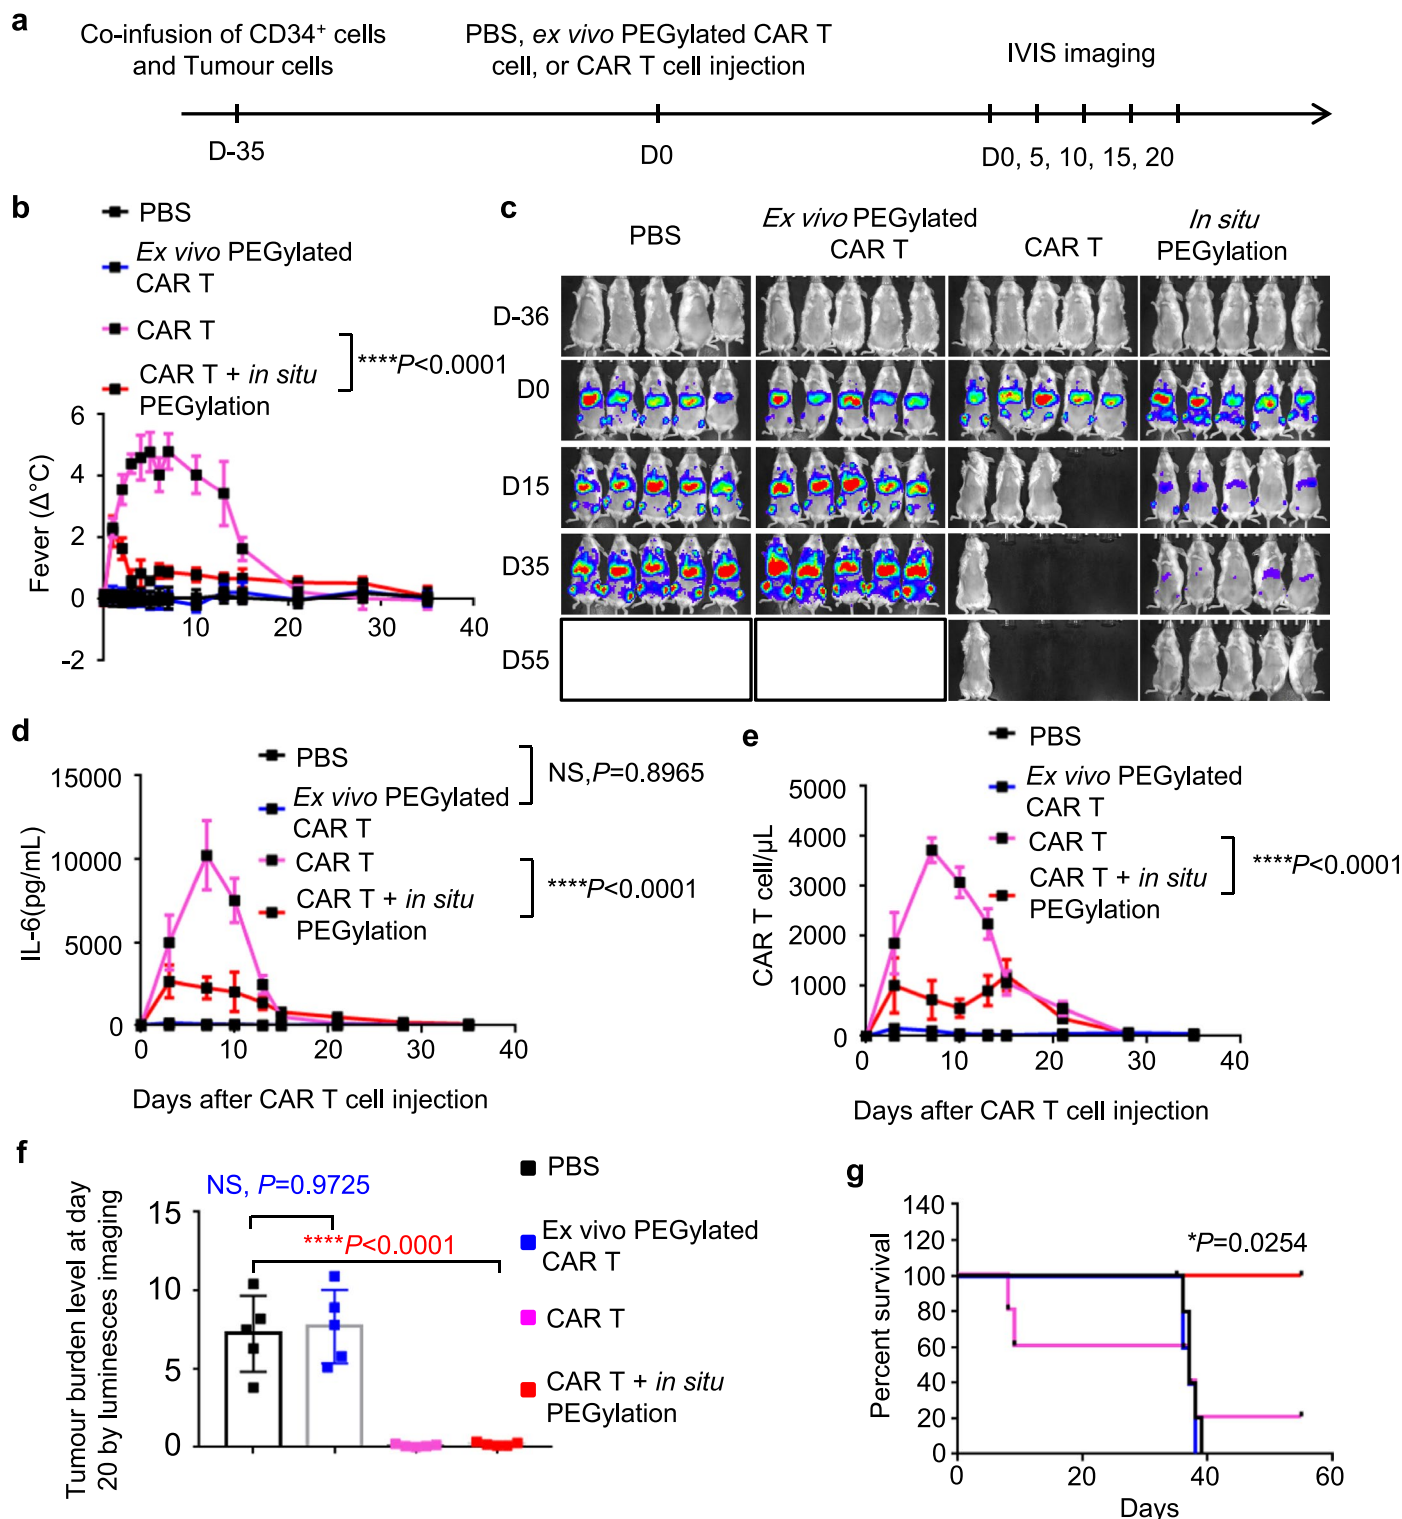 a
Co-infusion of CD34⁺ cells
and Tumour cells
PBS, ex vivo PEGylated CAR T
cell, or CAR T cell injection
IVIS imaging
D-35
D0
D0, 5, 10, 15, 20
b
PBS
Ex vivo PEGylated
CAR T
CAR T
CAR T + in situ
PEGylation
****P<0.0001
Fever (Δ°C)
6
4
2
0
-2
10
20
30
40
c
PBS
Ex vivo PEGylated
CAR T
CAR T
In situ
PEGylation
D-36
D0
D15
D35
D55
d
PBS
Ex vivo PEGylated
CAR T
CAR T
CAR T + in situ
PEGylation
NS,P=0.8965
****P<0.0001
IL-6(pg/mL)
15000
10000
5000
0
0
10
20
30
40
Days after CAR T cell injection
e
PBS
Ex vivo PEGylated
CAR T
CAR T
CAR T + in situ
PEGylation
****P<0.0001
CAR T cell/μL
5000
4000
3000
2000
1000
0
0
10
20
30
40
Days after CAR T cell injection
f
NS, P=0.9725
****P<0.0001
Tumour burden level at day
20 by luminesces imaging
15
10
5
0
PBS
Ex vivo PEGylated
CAR T
CAR T
CAR T + in situ
PEGylation
g
*P=0.0254
Percent survival
140
120
100
80
60
40
20
0
0
20
40
60
Days